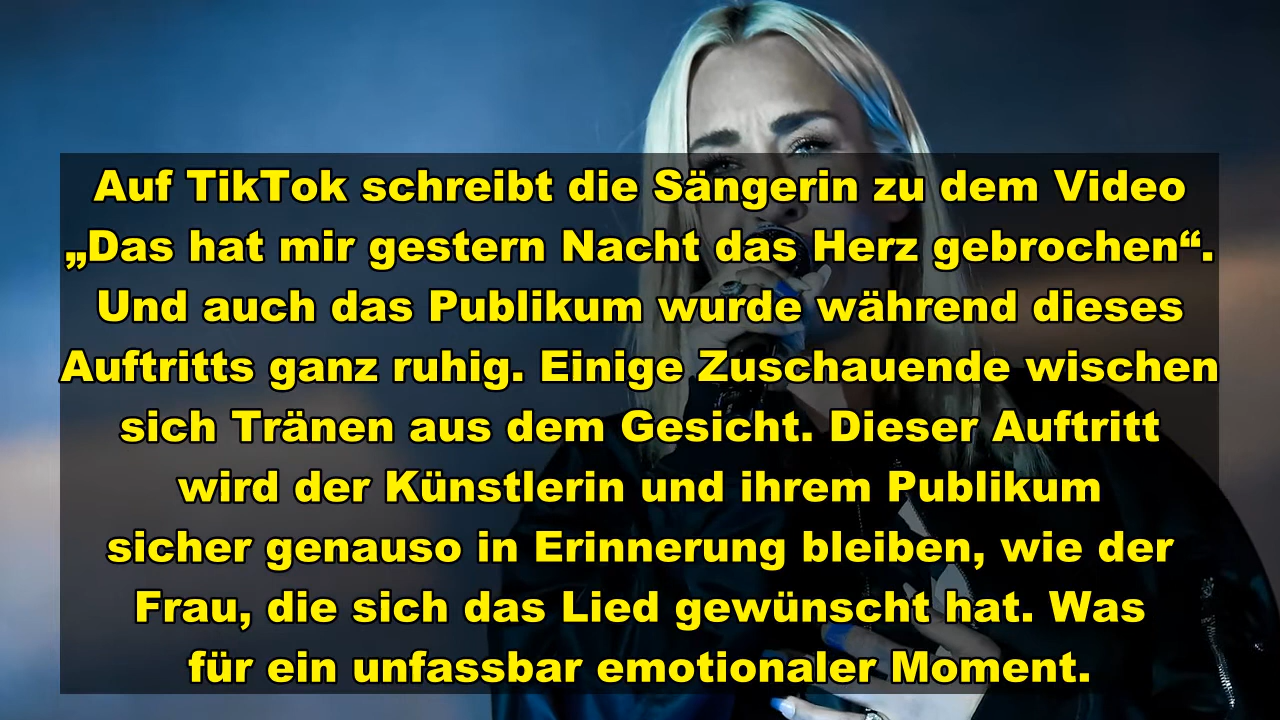 Auf TikTok schreibt die Sängerin zu dem Video
„Das hat mir gestern Nacht das Herz gebrochen“.
Und auch das Publikum wurde während dieses
Auftritts ganz ruhig. Einige Zuschauende wischen
sich Tränen aus dem Gesicht. Dieser Auftritt
wird der Künstlerin und ihrem Publikum
sicher genauso in Erinnerung bleiben, wie der
Frau, die sich das Lied gewünscht hat. Was
für ein unfassbar emotionaler Moment.